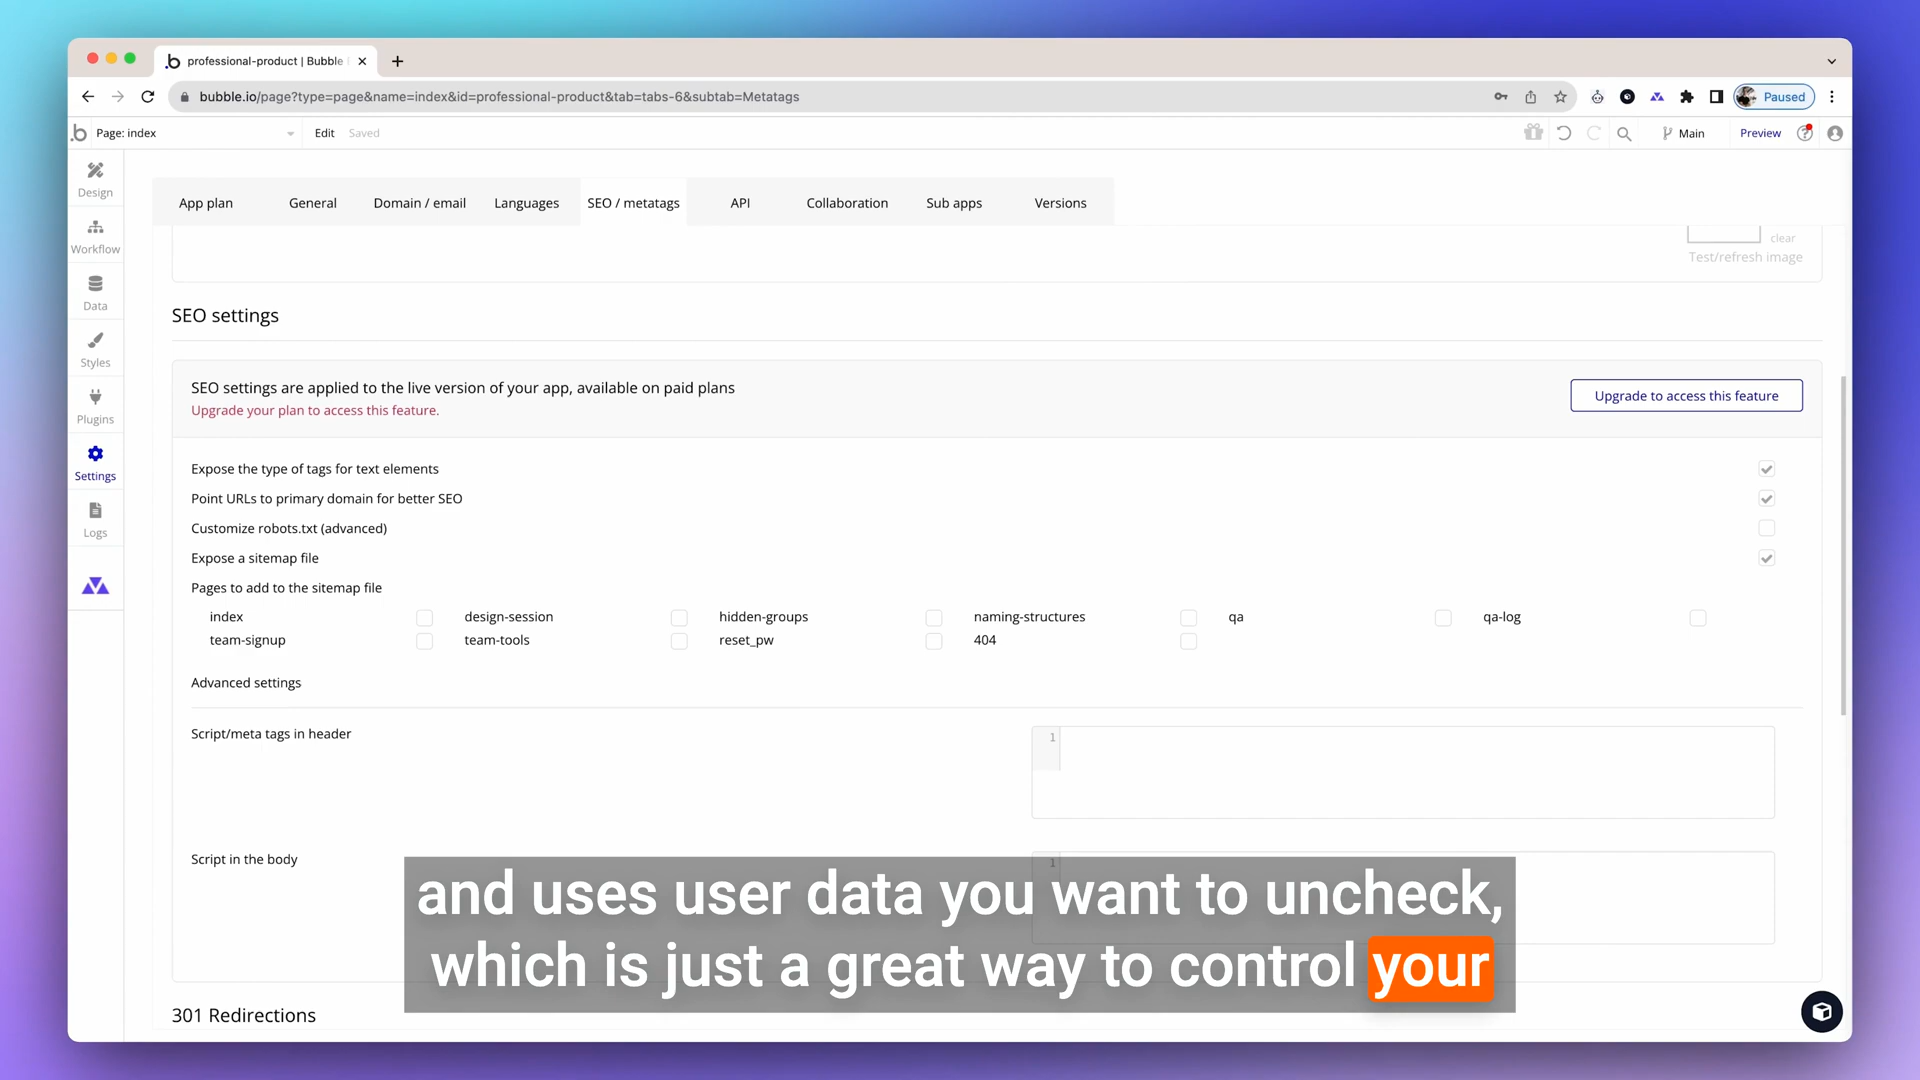 professional-product | Bubble
bubble.io/page?type=page&name=index&id=professional-product&tab=tabs-6&subtab=Metatags
Paused
Page: index
Edit
Saved
Main
Preview
Design
Workflow
Data
Styles
Plugins
Settings
Logs
App plan
General
Domain / email
Languages
SEO / metatags
API
Collaboration
Sub apps
Versions
clear
Test/refresh image
SEO settings
SEO settings are applied to the live version of your app, available on paid plans
Upgrade your plan to access this feature.
Upgrade to access this feature
Expose the type of tags for text elements
Point URLs to primary domain for better SEO
Customize robots.txt (advanced)
Expose a sitemap file
Pages to add to the sitemap file
index
design-session
hidden-groups
naming-structures
qa
qa-log
team-signup
team-tools
reset_pw
404
Advanced settings
Script/meta tags in header
1
Script in the body
1
and uses user data you want to uncheck,
which is just a great way to control your
301 Redirections